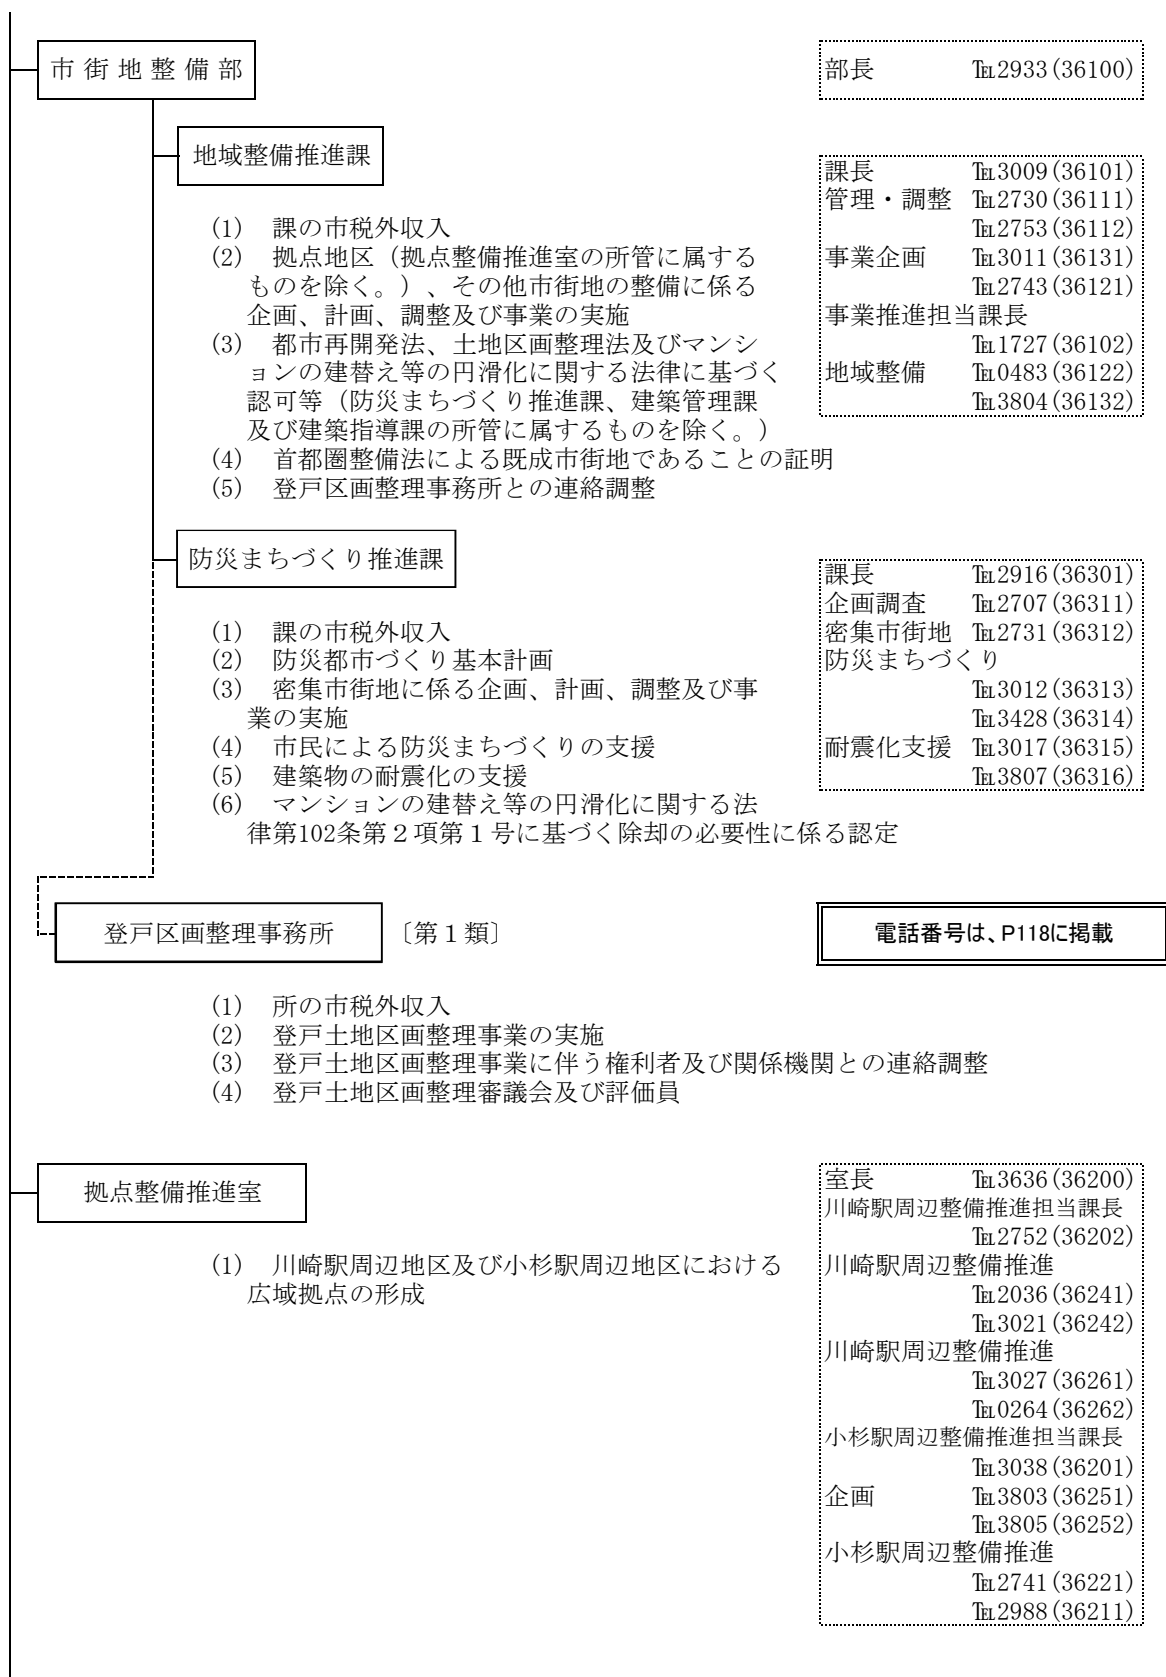 市街地整備部
部長 ℡2933(36100)
地域整備推進課
課長 ℡3009(36101)
管理・調整 ℡2730(36111)
℡2753(36112)
事業企画 ℡3011(36131)
℡2743(36121)
事業推進担当課長
℡1727(36102)
地域整備 ℡0483(36122)
℡3804(36132)
(1) 課の市税外収入
(2) 拠点地区（拠点整備推進室の所管に属する
ものを除く。）、その他市街地の整備に係る
企画、計画、調整及び事業の実施
(3) 都市再開発法、土地区画整理法及びマンシ
ョンの建替え等の円滑化に関する法律に基づく
認可等（防災まちづくり推進課、建築管理課
及び建築指導課の所管に属するものを除く。）
(4) 首都圏整備法による既成市街地であることの証明
(5) 登戸区画整理事務所との連絡調整
防災まちづくり推進課
課長 ℡2916(36301)
企画調査 ℡2707(36311)
密集市街地 ℡2731(36312)
防災まちづくり
℡3012(36313)
℡3428(36314)
耐震化支援 ℡3017(36315)
℡3807(36316)
(1) 課の市税外収入
(2) 防災都市づくり基本計画
(3) 密集市街地に係る企画、計画、調整及び事
業の実施
(4) 市民による防災まちづくりの支援
(5) 建築物の耐震化の支援
(6) マンションの建替え等の円滑化に関する法
律第102条第２項第１号に基づく除却の必要性に係る認定
登戸区画整理事務所 〔第１類〕
電話番号は、P118に掲載
(1) 所の市税外収入
(2) 登戸土地区画整理事業の実施
(3) 登戸土地区画整理事業に伴う権利者及び関係機関との連絡調整
(4) 登戸土地区画整理審議会及び評価員
拠点整備推進室
室長 ℡3636(36200)
川崎駅周辺整備推進担当課長
℡2752(36202)
川崎駅周辺整備推進
℡2036(36241)
℡3021(36242)
川崎駅周辺整備推進
℡3027(36261)
℡0264(36262)
小杉駅周辺整備推進担当課長
℡3038(36201)
企画 ℡3803(36251)
℡3805(36252)
小杉駅周辺整備推進
℡2741(36221)
℡2988(36211)
(1) 川崎駅周辺地区及び小杉駅周辺地区における
広域拠点の形成